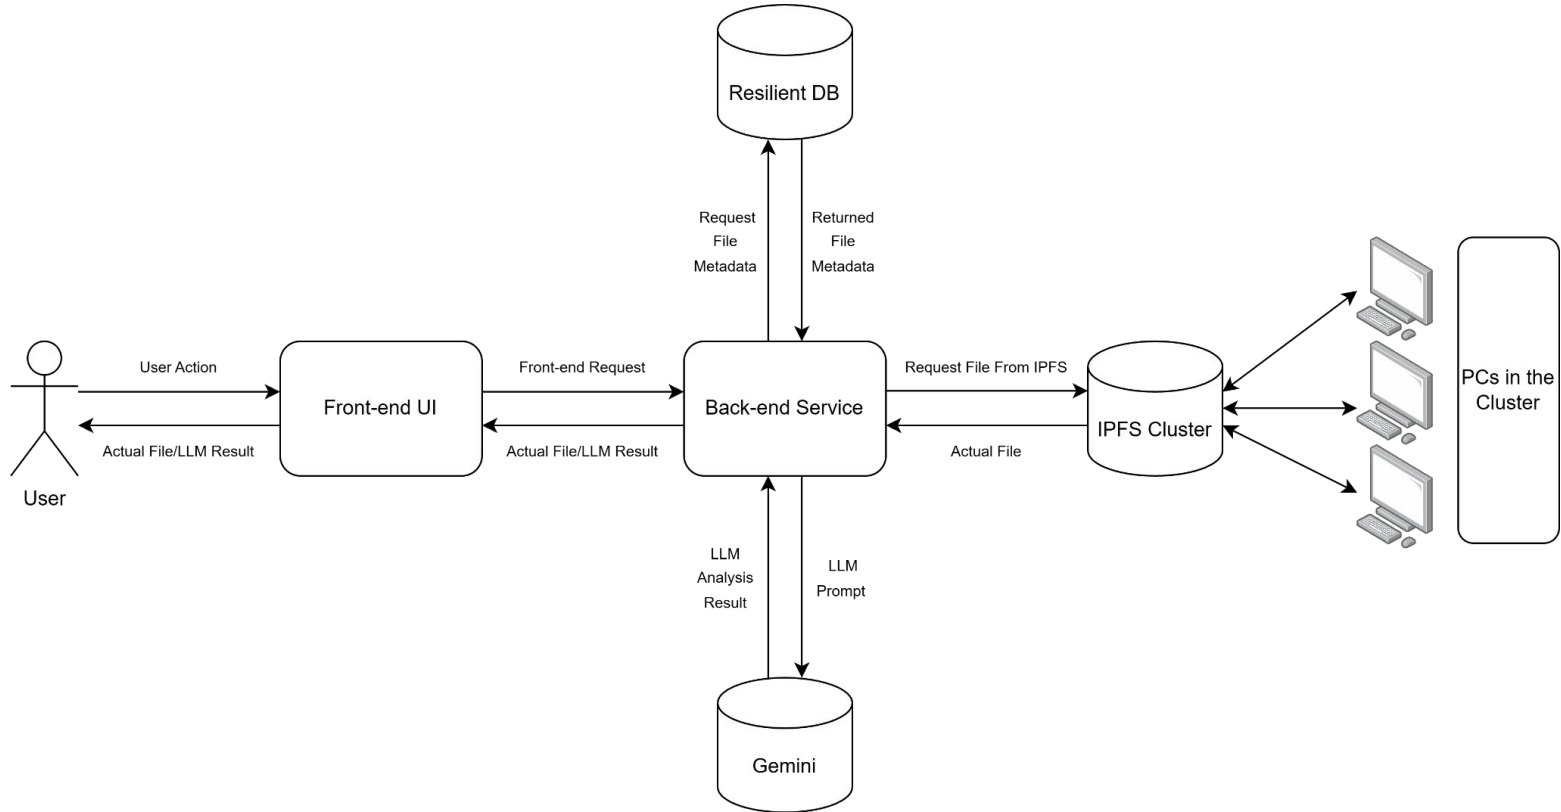 Resilient DB
Request
File
Metadata
Returned
File
Metadata
User Action
Front-end Request
Request File From IPFS
Front-end UI
Back-end Service
IPFS Cluster
PCs in the
Cluster
Actual File/LLM Result
Actual File/LLM Result
Actual File
User
LLM
Analysis
Result
LLM
Prompt
Gemini